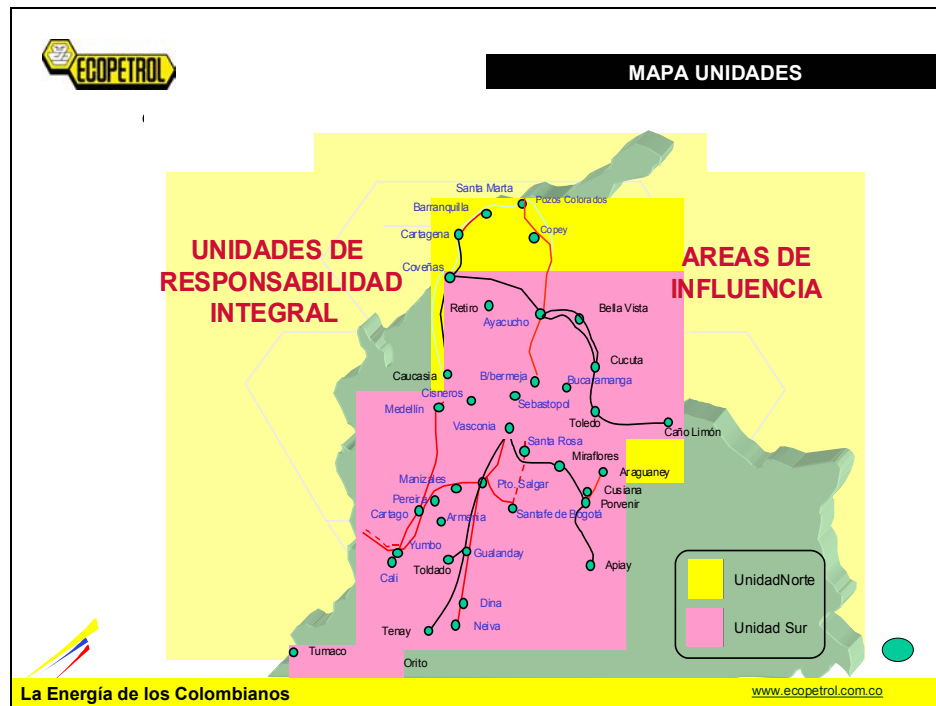 ECOPETROL
MAPA UNIDADES
Santa Marta
Pozos Colorados
Barranquilla
Copey
Cartagena
UNIDADES DE
RESPONSABILIDAD
INTEGRAL
AREAS DE
INFLUENCIA
Coveñas
Retiro
Ayacucho
Bella Vista
Cucuta
Caucasia
B/bermeja
Bucaramanga
Cisneros
Sebastopol
Medellín
Toledo
Caño Limón
Vasconia
Santa Rosa
Miraflores
Araguaney
Manizales
Pto. Salgar
Cusiana
Pereira
Porvenir
Cartago
Armenia
Santafe de Bogotá
Yumbo
Gualanday
Toldado
Cali
Apiay
UnidadNorte
Dina
Tenay
Neiva
Unidad Sur
Tumaco
Orito
La Energía de los Colombianos
www.ecopetrol.com.co